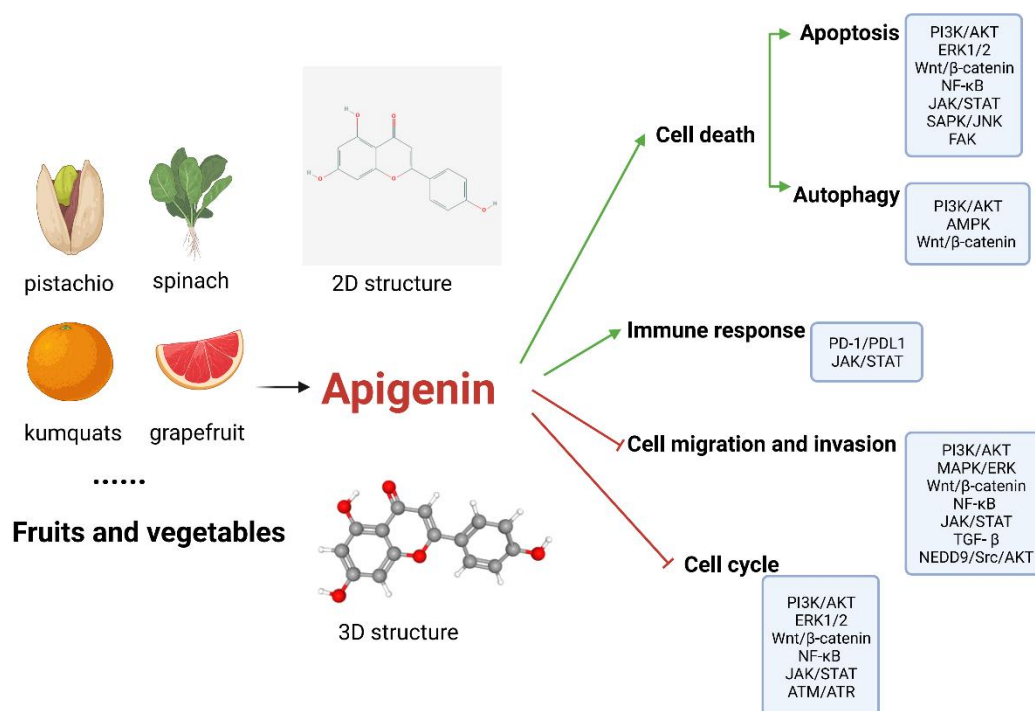 pistachio
spinach
kumquats
grapefruit
......
Fruits and vegetables
H
O
O
H
O
O
O
H
2D structure
Apigenin
3D structure
Cell death
Apoptosis
PI3K/AKT
ERK1/2
Wnt/β-catenin
NF-κB
JAK/STAT
SAPK/JNK
FAK
Autophagy
PI3K/AKT
AMPK
Wnt/β-catenin
Immune response
PD-1/PDL1
JAK/STAT
Cell migration and invasion
PI3K/AKT
MAPK/ERK
Wnt/β-catenin
NF-κB
JAK/STAT
TGF- β
NEDD9/Src/AKT
Cell cycle
PI3K/AKT
ERK1/2
Wnt/β-catenin
NF-κB
JAK/STAT
ATM/ATR